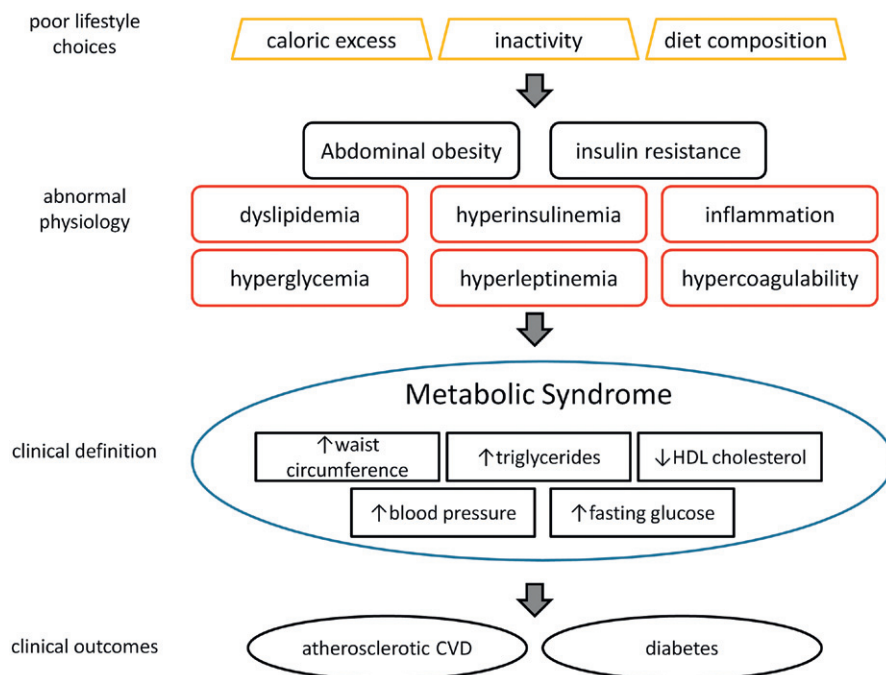 poor lifestyle
choices
caloric excess
inactivity
diet composition
Abdominal obesity
insulin resistance
abnormal
physiology
dyslipidemia
hyperinsulinemia
inflammation
hyperglycemia
hyperleptinemia
hypercoagulability
Metabolic Syndrome
clinical definition
↑waist
circumference
↑triglycerides
↓HDL cholesterol
↑blood pressure
↑fasting glucose
clinical outcomes
atherosclerotic CVD
diabetes